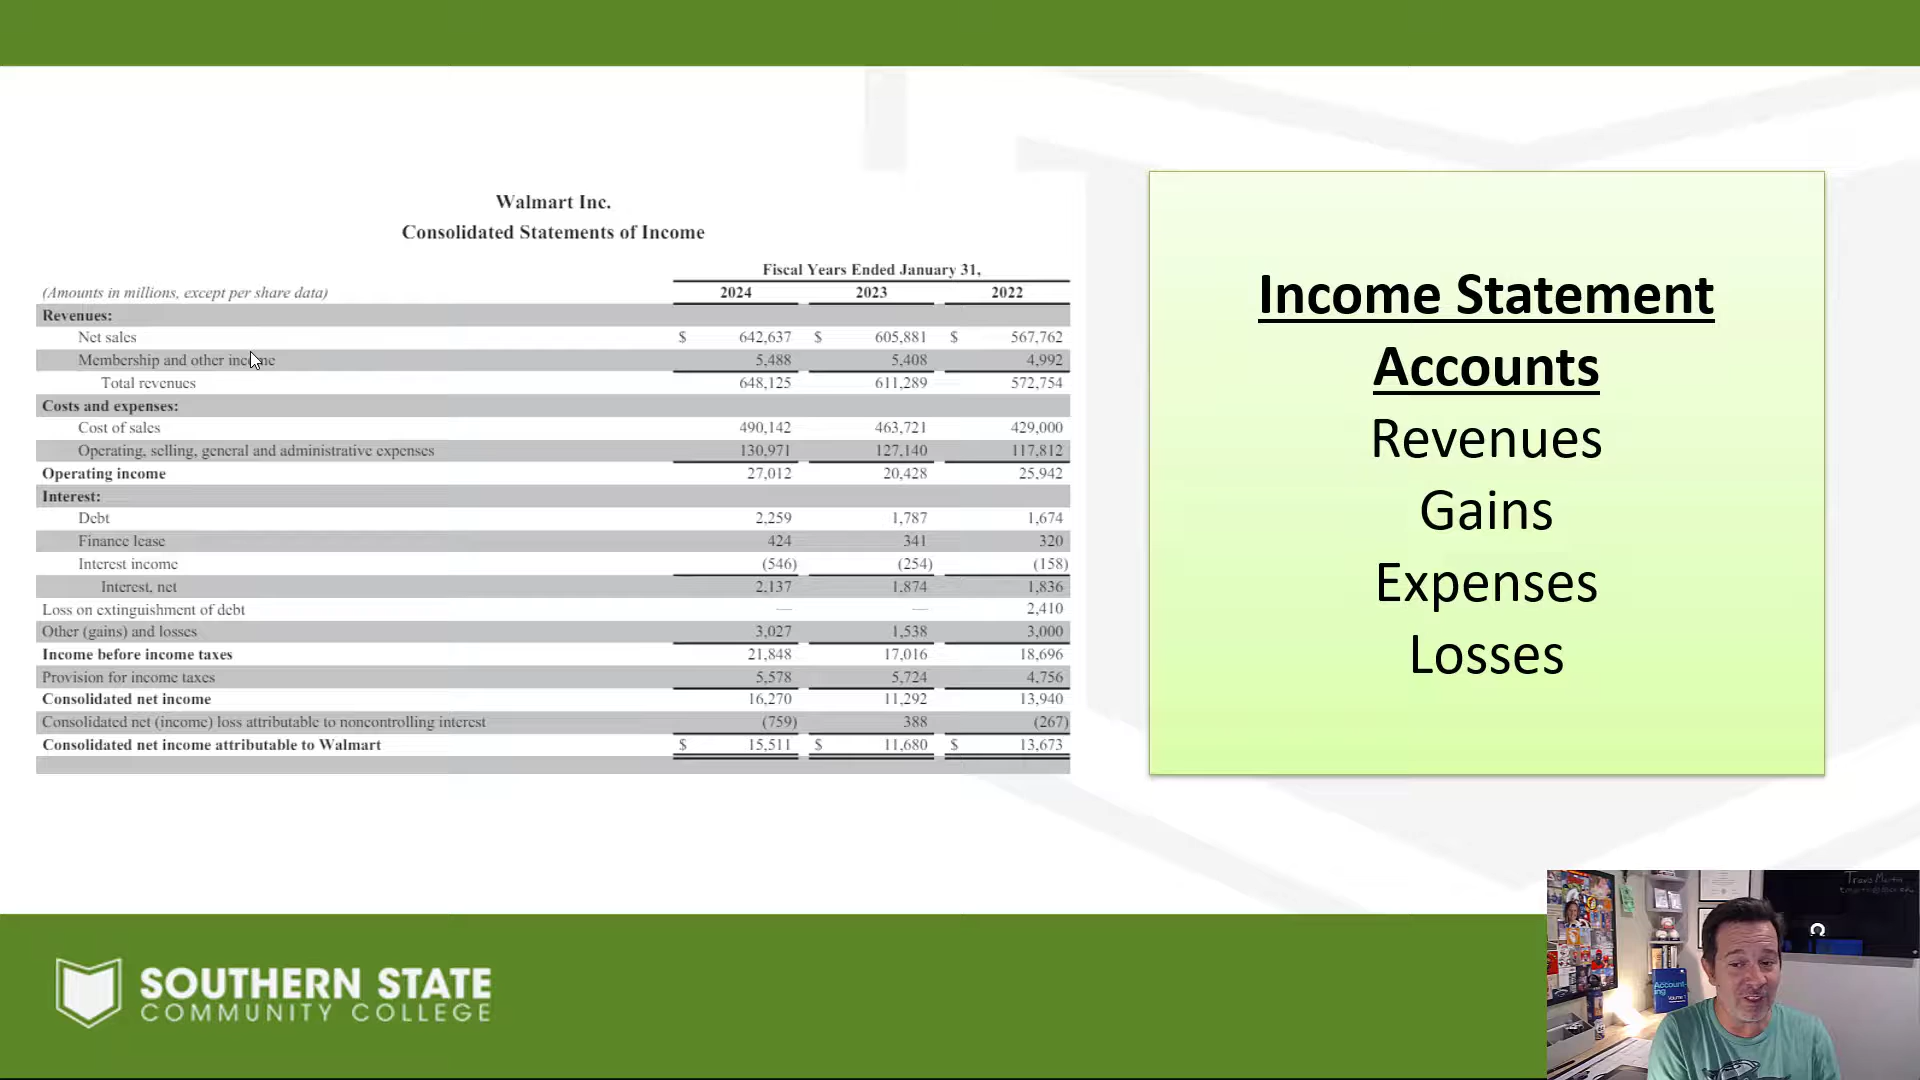 Walmart Inc.
Consolidated Statements of Income
Fiscal Years Ended January 31,
(Amounts in millions, except per share data) 2024 2023 2022
Revenues:
Net sales $ 642,637 $ 605,881 $ 567,762
Membership and other income 5,488 5,408 4,992
Total revenues 648,125 611,289 572,754
Costs and expenses:
Cost of sales 490,142 463,721 429,000
Operating, selling, general and administrative expenses 130,971 127,140 117,812
Operating income 27,012 20,428 25,942
Interest:
Debt 2,259 1,787 1,674
Finance lease 424 341 320
Interest income (546) (254) (158)
Interest, net 2,137 1,874 1,836
Loss on extinguishment of debt — — 2,410
Other (gains) and losses 3,027 1,538 3,000
Income before income taxes 21,848 17,016 18,696
Provision for income taxes 5,578 5,724 4,756
Consolidated net income 16,270 11,292 13,940
Consolidated net (income) loss attributable to noncontrolling interest (759) 388 (267)
Consolidated net income attributable to Walmart $ 15,511 $ 11,680 $ 13,673
Income Statement
Accounts
Revenues
Gains
Expenses
Losses
SOUTHERN STATE
COMMUNITY COLLEGE
Account-
ing